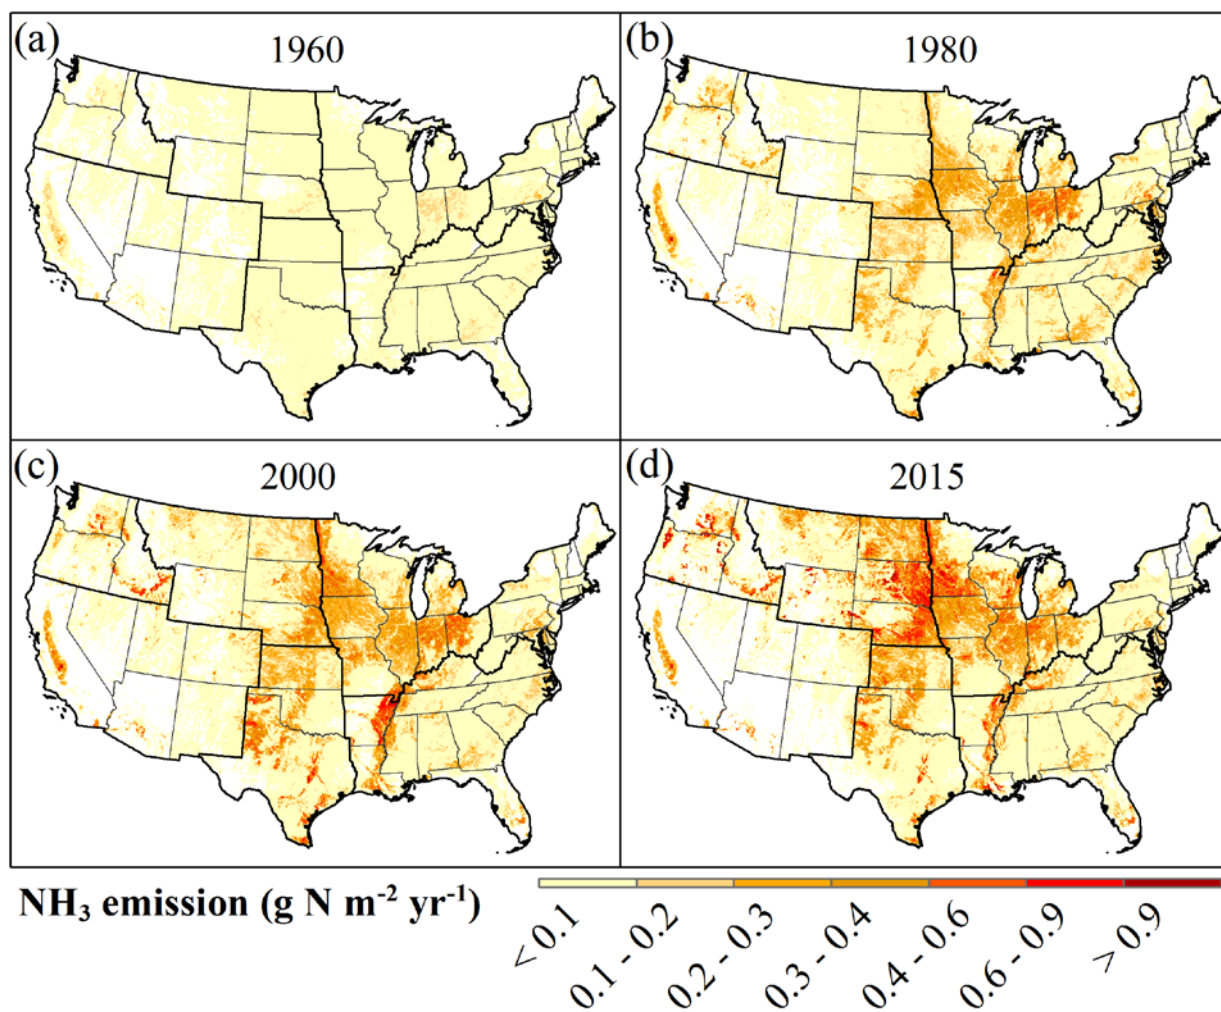 (a) 1960
(b) 1980
(c) 2000
(d) 2015
NH₃ emission (g N m⁻² yr⁻¹)
< 0.1
0.1 - 0.2
0.2 - 0.3
0.3 - 0.4
0.4 - 0.6
0.6 - 0.9
> 0.9